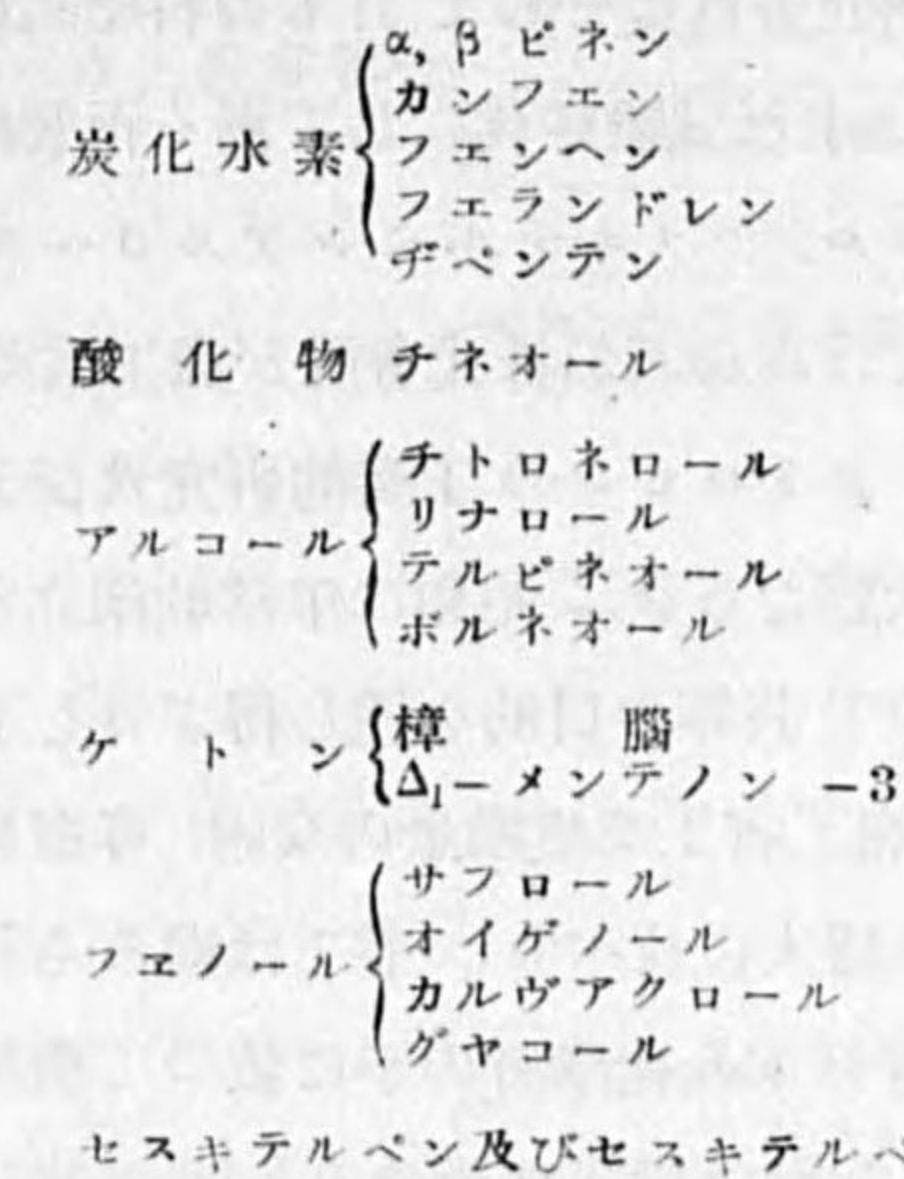 炭化水素
α, β ピネン
カンフエン
フエンヘン
フエランドレン
ヂペンテン
酸化物 チネオール
アルコール
チトロネロール
リナロール
テルピネオール
ボルネオール
ケトン
樟腦
Δ₁ーメンテノン －3
フヱノール
サフロール
オイゲノール
カルヴアクロール
グヤコール
セスキテルペン及びセスキテルペ